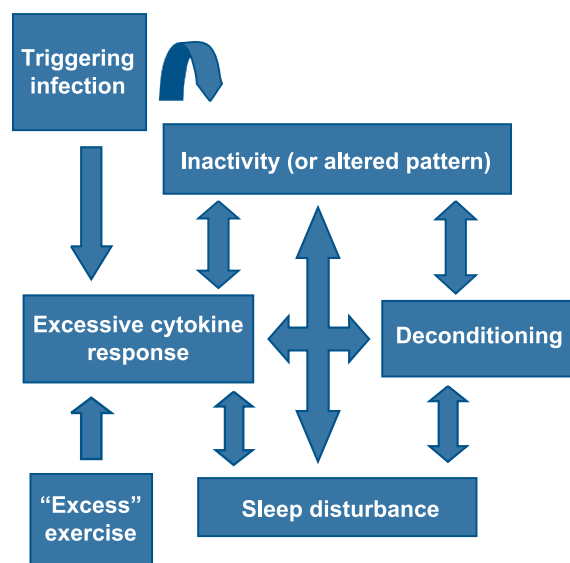 Triggering
infection
Inactivity (or altered pattern)
Excessive cytokine
response
Deconditioning
“Excess”
exercise
Sleep disturbance